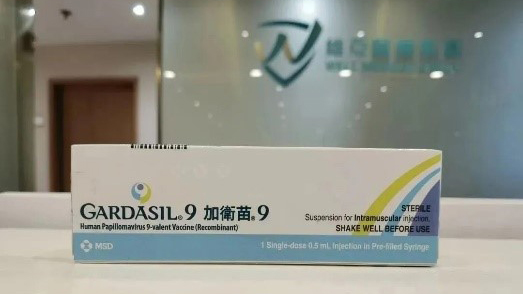 GARDASIL®9 加衛苗®9
Human Papillomavirus 9-valent Vaccine (Recombinant)
MSD
STERILE
Suspension for Intramuscular injection.
SHAKE WELL BEFORE USE
1 Single-dose 0.5 mL Injection in Pre-filled Syringe